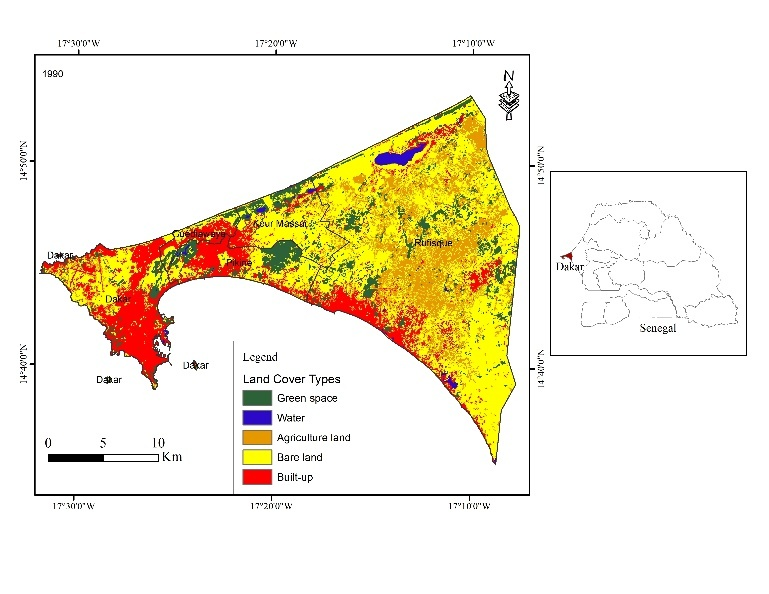 17°30'0"W 17°20'0"W 17°10'0"W
1990
N
14°50'0"N 14°50'0"N
Keur Massar
Guediawaye
Rufisque
Dakar
Pikine
Dakar
Dakar
Dakar
14°40'0"N 14°40'0"N
Legend
Land Cover Types
Green space
Water
Agriculture land
Bare land
Built-up
0 5 10
Km
17°30'0"W 17°20'0"W 17°10'0"W
Dakar
Senegal